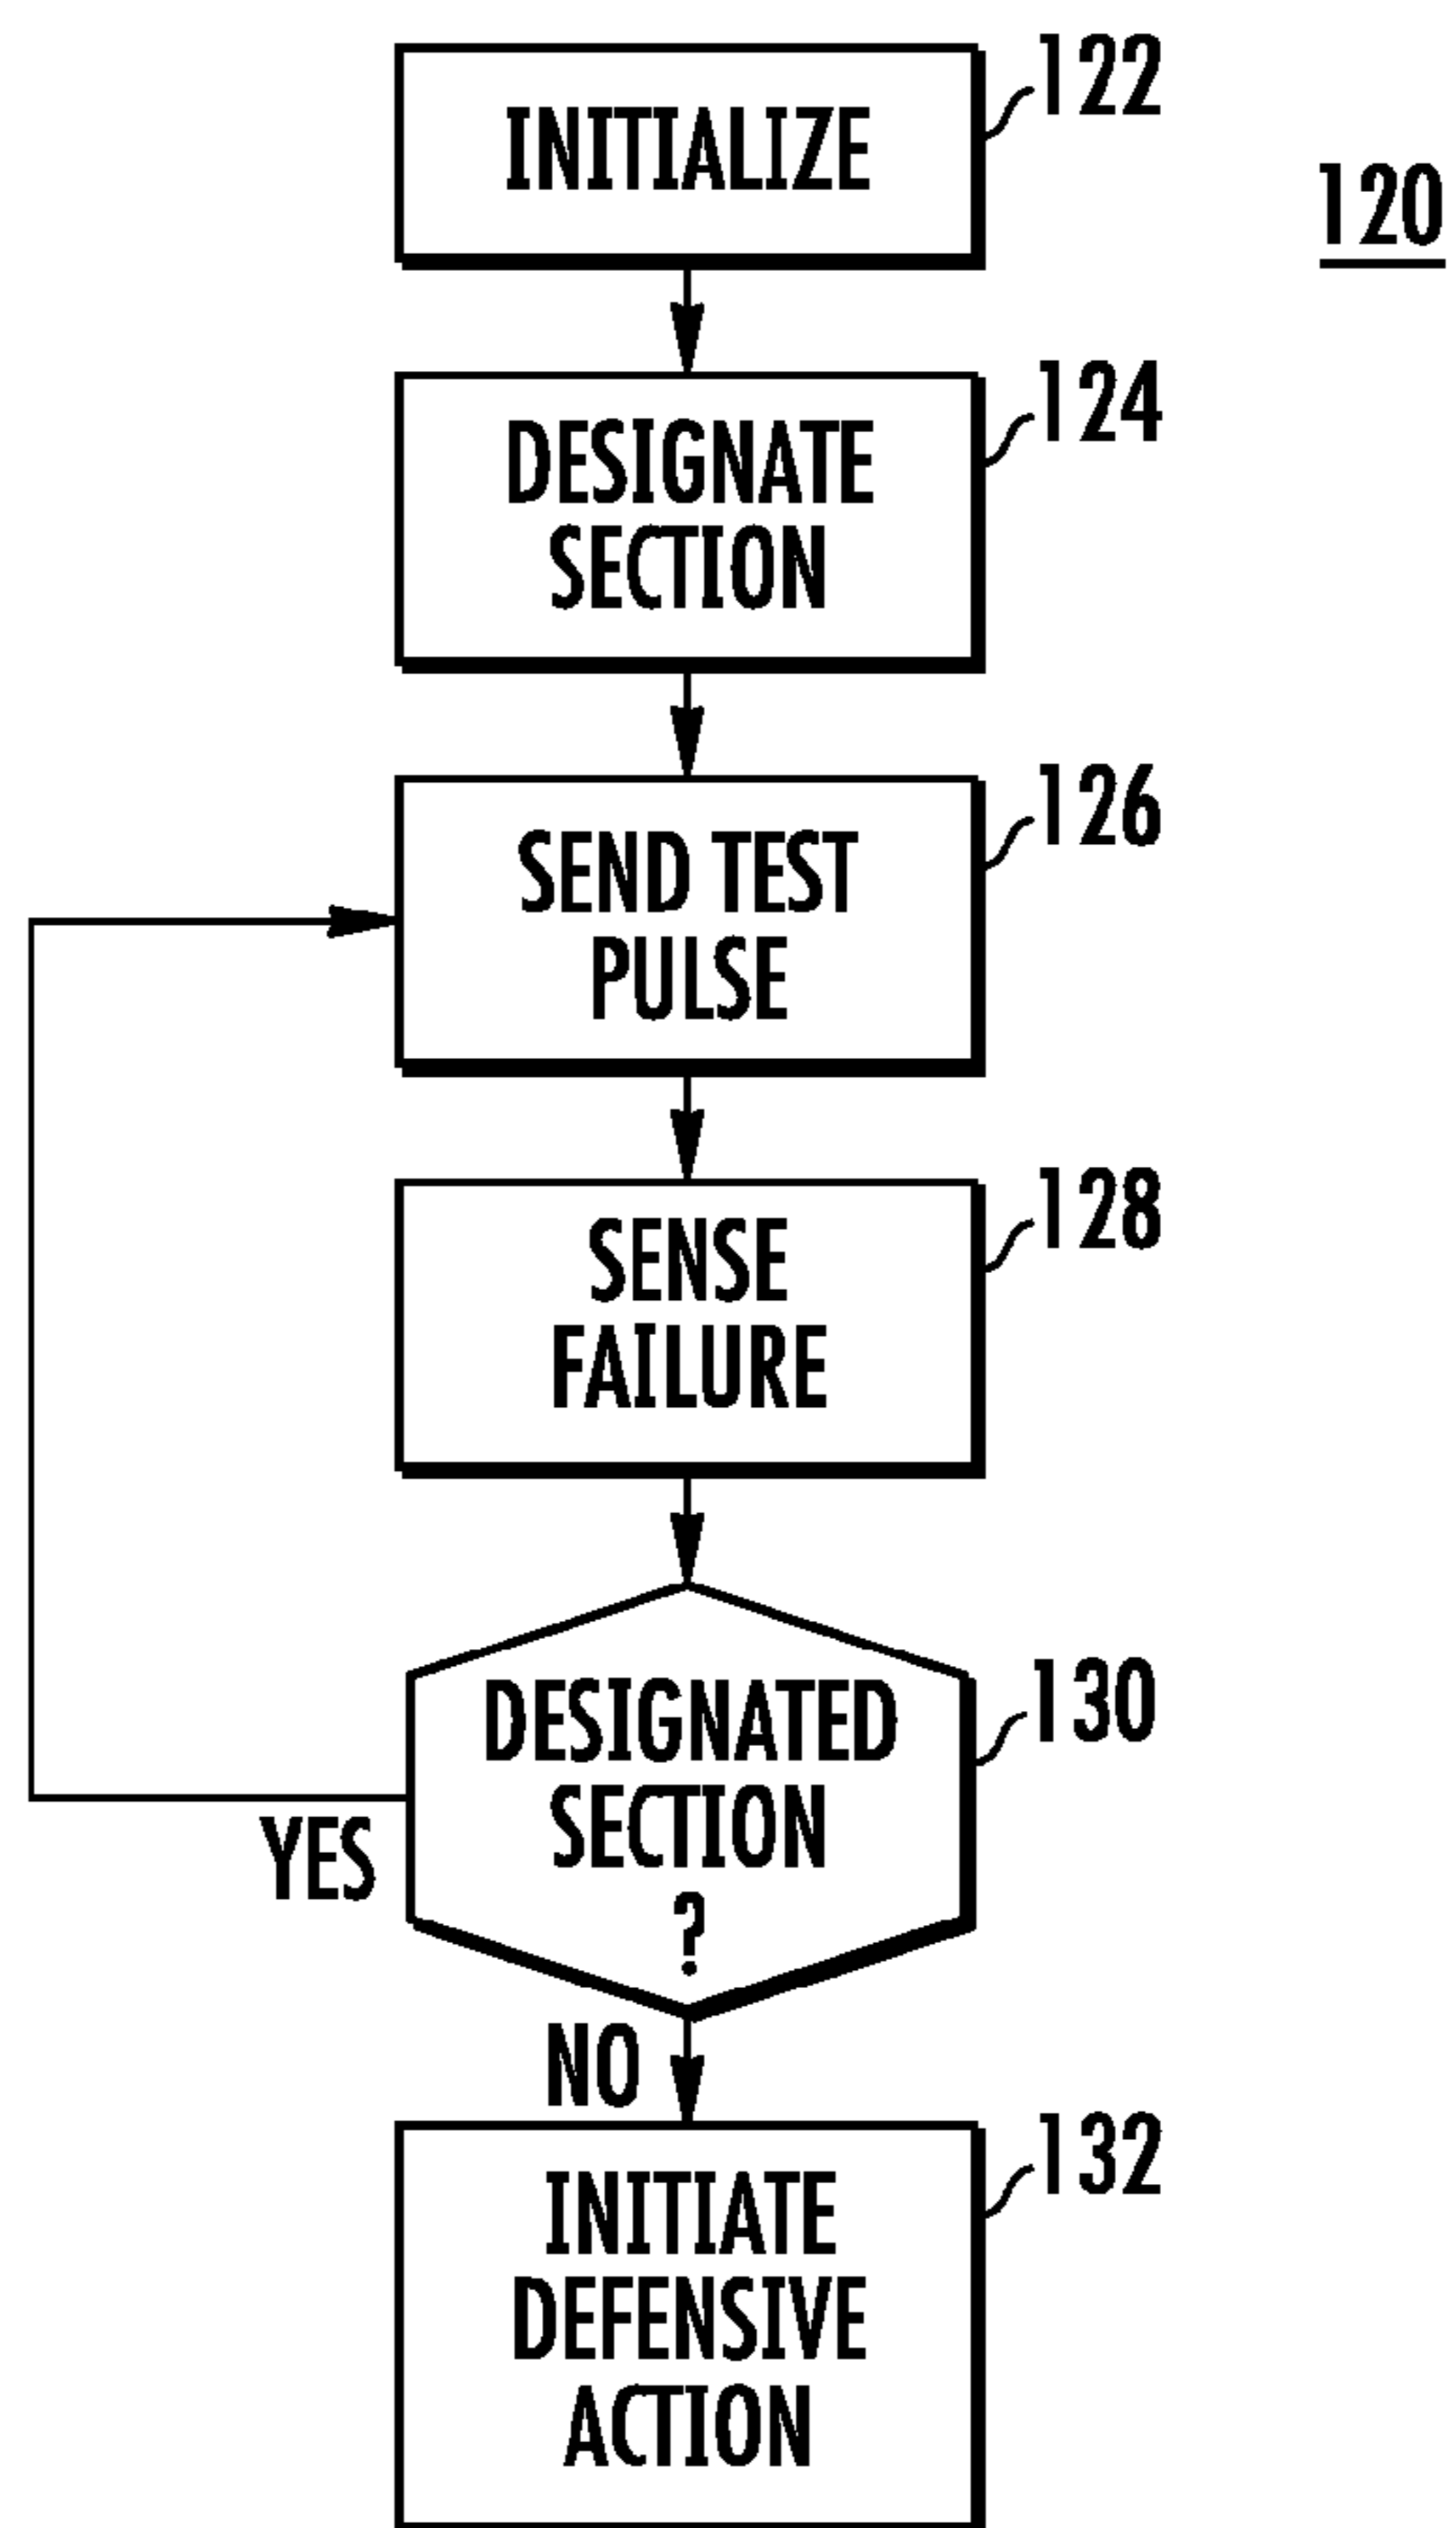 INITIALIZE
122
120
DESIGNATE
SECTION
124
SEND TEST
PULSE
126
SENSE
FAILURE
128
DESIGNATED
SECTION
?
130
YES
NO
INITIATE
DEFENSIVE
ACTION
132